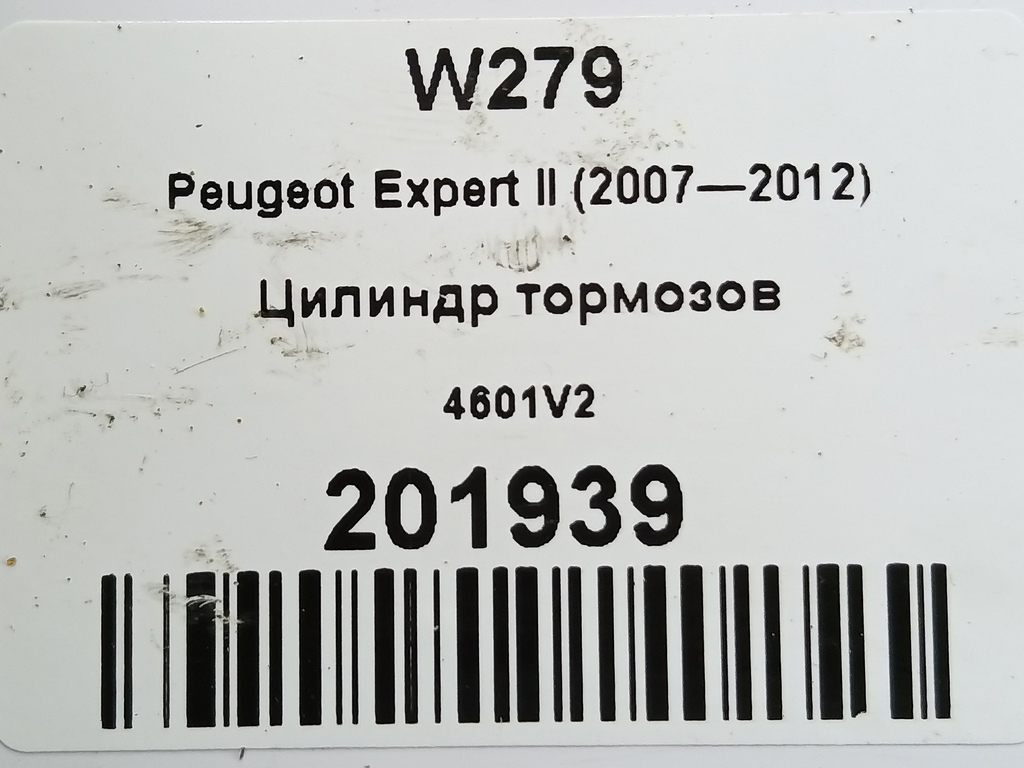 W279
Peugeot Expert II (2007—2012)
Цилиндр тормозов
4601V2
201939